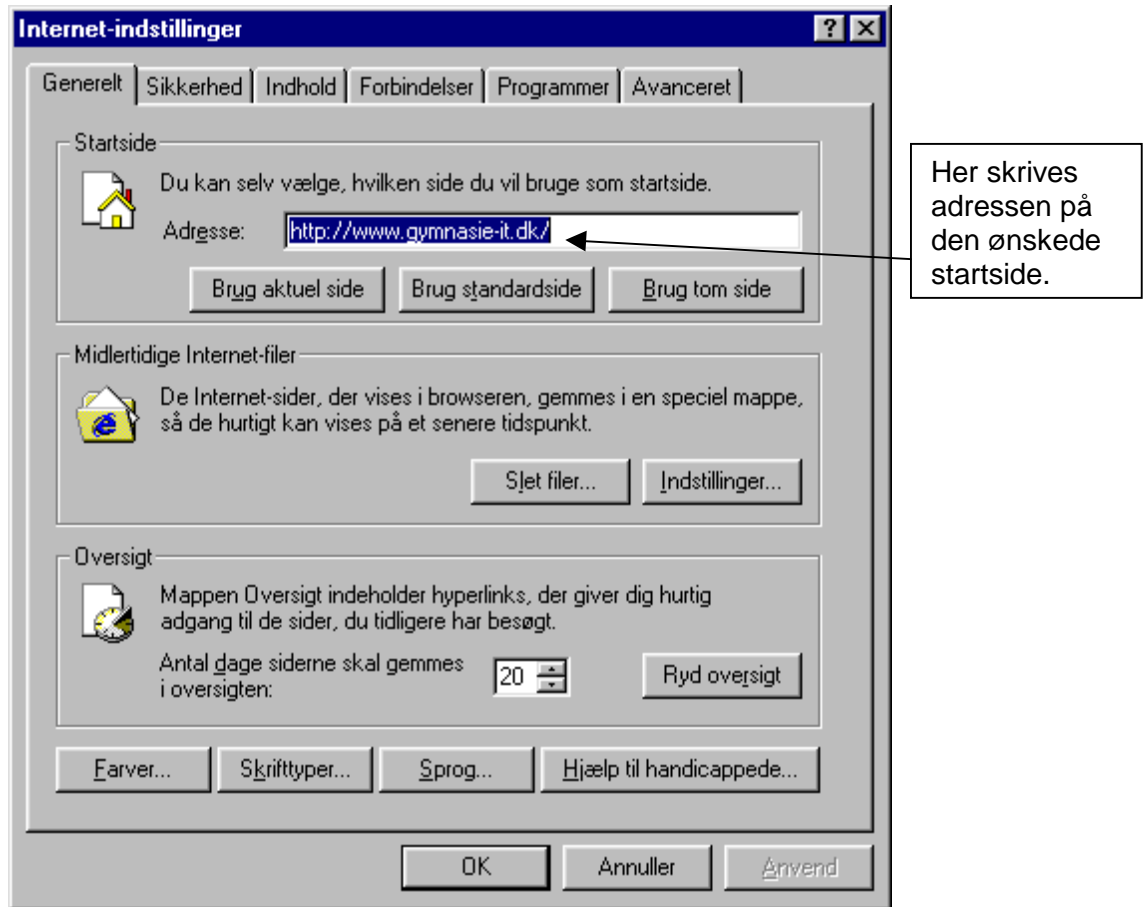 Internet-indstillinger
Generelt Sikkerhed Indhold Forbindelser Programmer Avanceret
Startside
Du kan selv vælge, hvilken side du vil bruge som startside.
Adresse: http://www.gymnasie-it.dk/
Brug aktuel side Brug standardside Brug tom side
Her skrives
adressen på
den ønskede
startside.
Midlertidige Internet-filer
De Internet-sider, der vises i browseren, gemmes i en speciel mappe,
så de hurtigt kan vises på et senere tidspunkt.
Slet filer... Indstillinger...
Oversigt
Mappen Oversigt indeholder hyperlinks, der giver dig hurtig
adgang til de sider, du tidligere har besøgt.
Antal dage siderne skal gemmes
i oversigten: 20 Ryd oversigt
Farver... Skrifttyper... Sprog... Hjælp til handicappede...
OK Annuller Anvend